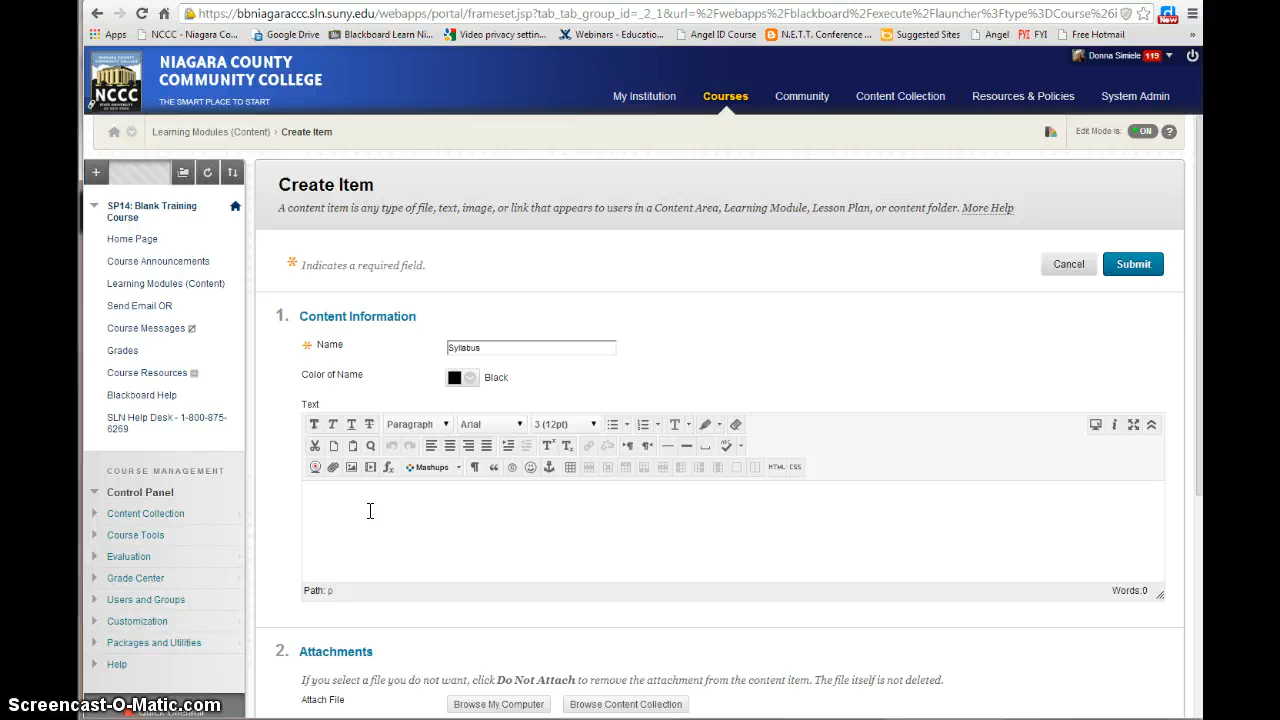 https://bbniagaraccc.sln.suny.edu/webapps/portal/frameset.jsp?tab_tab_group_id=_2_1&url=%2Fwebapps%2Fblackboard%2Fexecute%2Flauncher%3Ftype%3DCourse%26i
New
Apps NCCC - Niagara Co... Google Drive Blackboard Learn Ni... Video privacy settin... Webinars - Educatio... Angel ID Course N.E.T.T. Conference ... Suggested Sites Angel FYI FYI Free Hotmail »
NIAGARA COUNTY
COMMUNITY COLLEGE
THE SMART PLACE TO START
NCCC
Donna Simiele 119
My Institution Courses Community Content Collection Resources & Policies System Admin
Learning Modules (Content) › Create Item
Edit Mode is: ON ?
SP14: Blank Training
Course
Home Page
Course Announcements
Learning Modules (Content)
Send Email OR
Course Messages
Grades
Course Resources
Blackboard Help
SLN Help Desk - 1-800-875-
6269
COURSE MANAGEMENT
Control Panel
Content Collection
Course Tools
Evaluation
Grade Center
Users and Groups
Customization
Packages and Utilities
Help
Create Item
A content item is any type of file, text, image, or link that appears to users in a Content Area, Learning Module, Lesson Plan, or content folder. More Help
Indicates a required field.
Cancel Submit
1. Content Information
Name Syllabus
Color of Name Black
Text
T T T T Paragraph Arial 3 (12pt)
Mashups HTML CSS
Path: p Words:0
2. Attachments
If you select a file you do not want, click Do Not Attach to remove the attachment from the content item. The file itself is not deleted.
Attach File Browse My Computer Browse Content Collection
Screencast-O-Matic.com